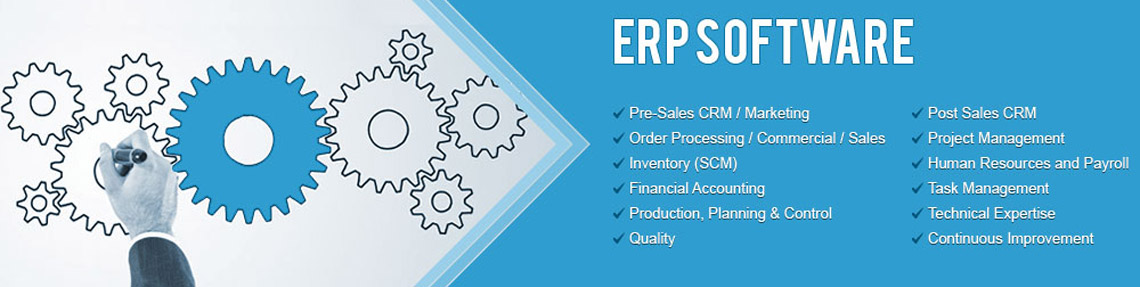 ERP SOFTWARE
Pre-Sales CRM / Marketing
Order Processing / Commercial / Sales
Inventory (SCM)
Financial Accounting
Production, Planning & Control
Quality
Post Sales CRM
Project Management
Human Resources and Payroll
Task Management
Technical Expertise
Continuous Improvement